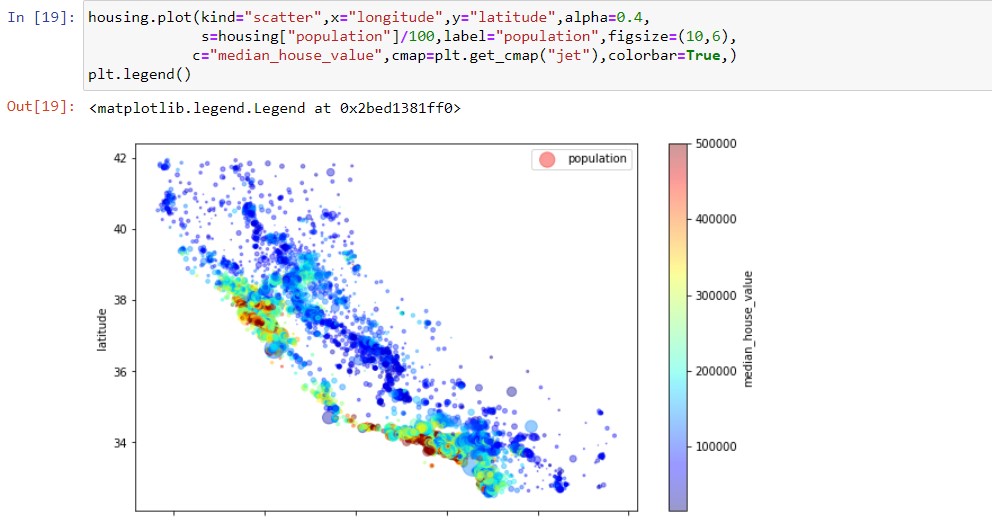 In [19]: housing.plot(kind="scatter",x="longitude",y="latitude",alpha=0.4,
s=housing["population"]/100,label="population",figsize=(10,6),
c="median_house_value",cmap=plt.get_cmap("jet"),colorbar=True,)
plt.legend()
Out[19]: <matplotlib.legend.Legend at 0x2bed1381ff0>
population
42
40
38
36
34
latitude
500000
400000
300000
200000
100000
median_house_value